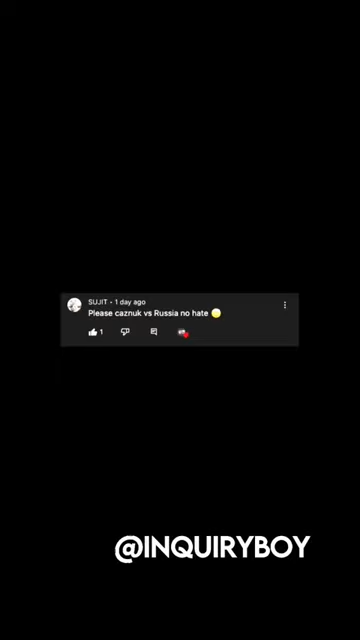 SUJIT • 1 day ago
Please caznuk vs Russia no hate 🙂
1
@INQUIRYBOY